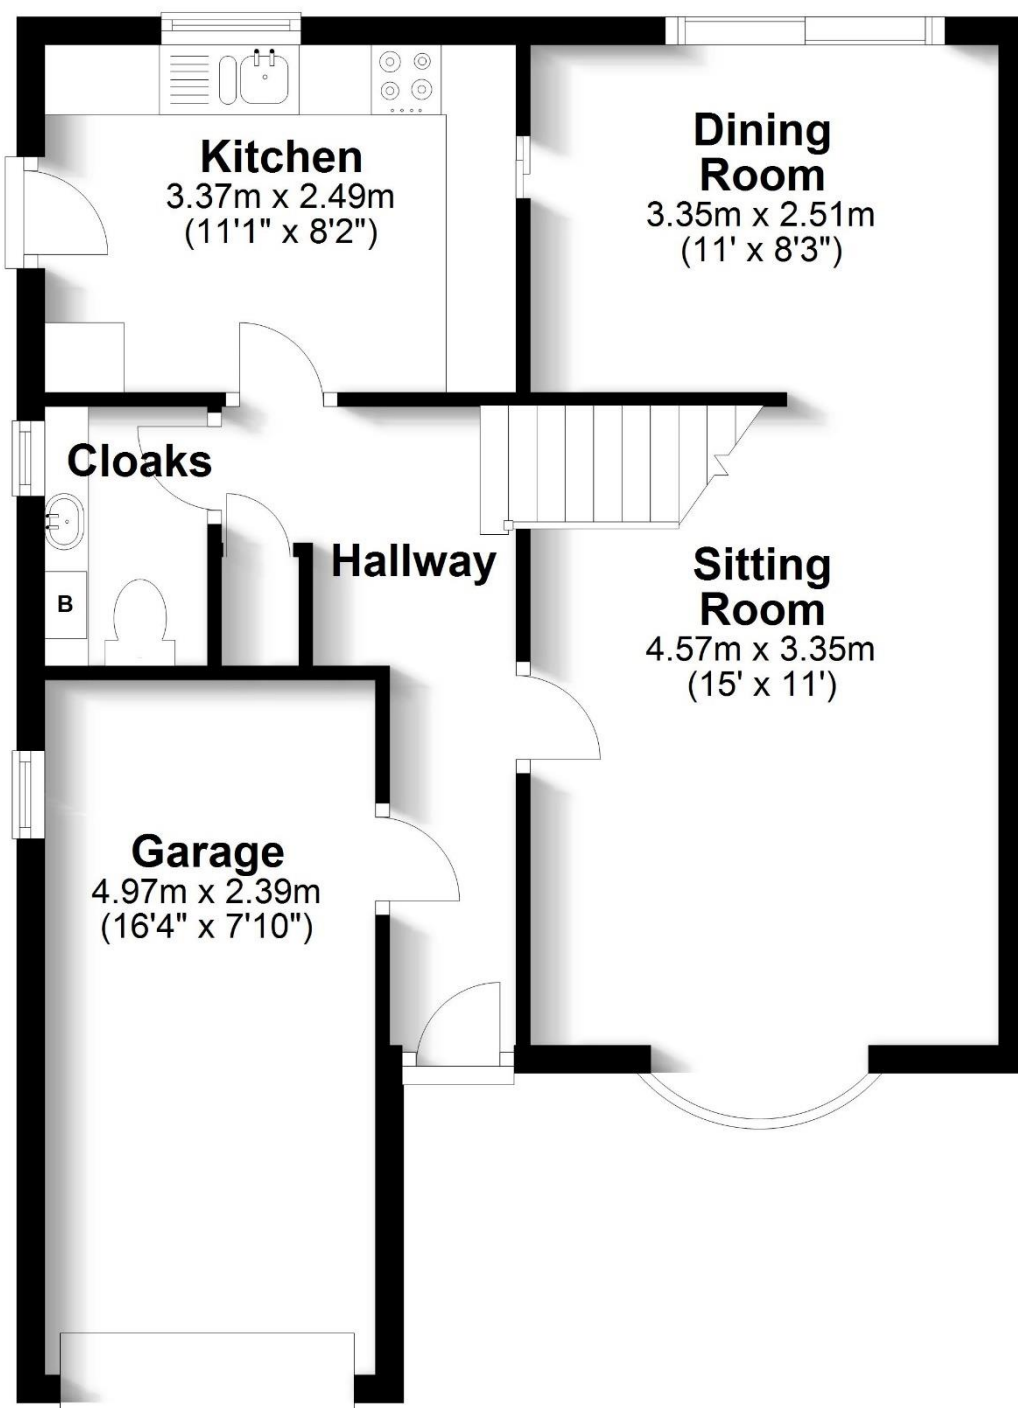 Kitchen
3.37m x 2.49m
(11'1" x 8'2")
Dining
Room
3.35m x 2.51m
(11' x 8'3")
Cloaks
B
Hallway
Sitting
Room
4.57m x 3.35m
(15' x 11')
Garage
4.97m x 2.39m
(16'4" x 7'10")